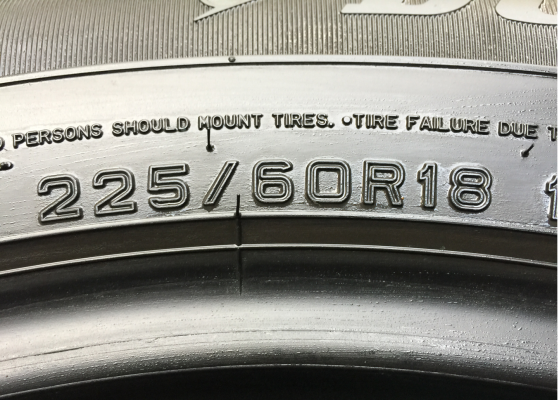 PERSONS SHOULD MOUNT TIRES. •TIRE FAILURE DUE
225/60R18